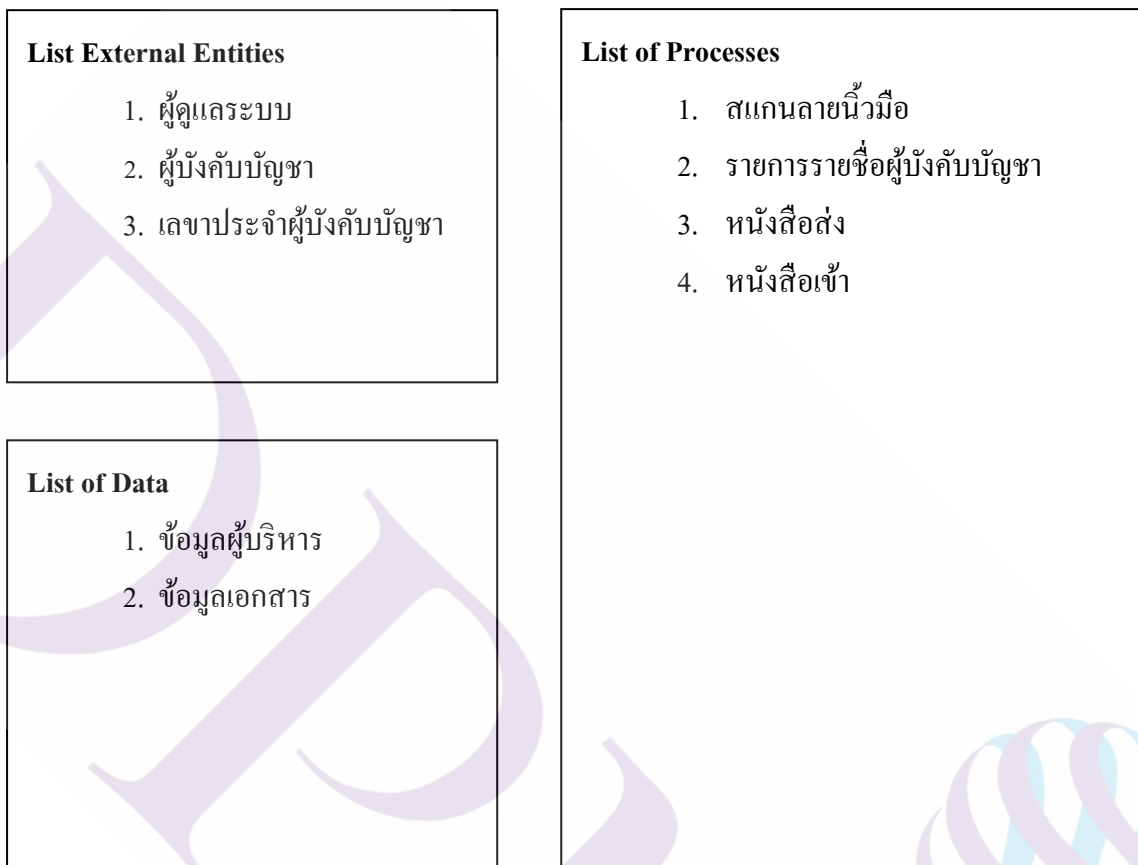 List External Entities
1. ผู้ดูแลระบบ
2. ผู้บังคับบัญชา
3. เลขาประจำผู้บังคับบัญชา
List of Data
1. ข้อมูลผู้บริหาร
2. ข้อมูลเอกสาร
List of Processes
1. สแกนลายนิ้วมือ
2. รายการรายชื่อผู้บังคับบัญชา
3. หนังสือส่ง
4. หนังสือเข้า